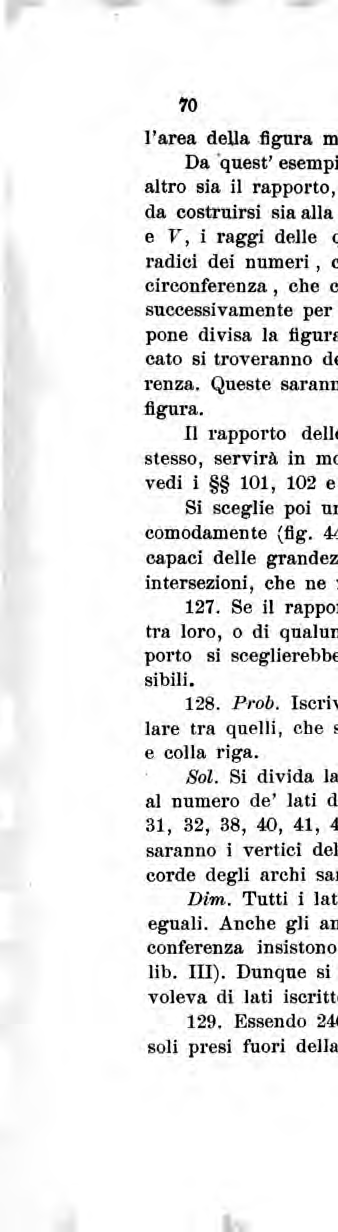 70
l'area della figura m
Da quest' esempi
altro sia il rapporto,
da costruirsi sia alla
e V, i raggi delle
radici dei numeri, c
circonferenza, che c
successivamente per
pone divisa la figura
cato si troveranno de
renza. Queste sarann
figura.
Il rapporto delle
stesso, servirà in mo
vedi i §§ 101, 102 e
Si sceglie poi un
comodamente (fig. 44
capaci delle grandez
intersezioni, che ne
127. Se il rappor
tra loro, o di qualun
porto si sceglierebbe
sibili.
128. Prob. Iscriv
lare tra quelli, che s
e colla riga.
Sol. Si divida la
al numero de' lati d
31, 32, 38, 40, 41, 4
saranno i vertici del
corde degli archi sar
Dim. Tutti i lat
eguali. Anche gli an
conferenza insistono
lib. III). Dunque si
voleva di lati iscritt
129. Essendo 240
soli presi fuori della